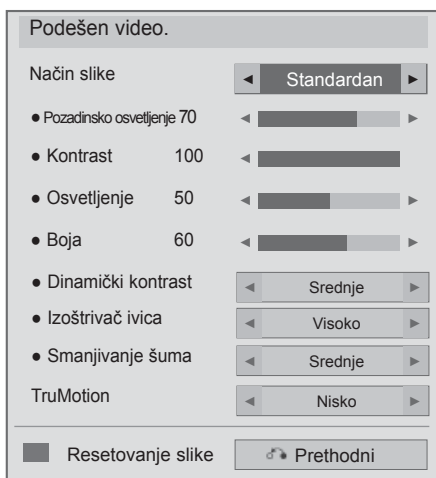 Podešen video.
Način slike ◄ Standardan ►
● Pozadinsko osvetljenje 70 ◄ ►
● Kontrast 100 ◄
● Osvetljenje 50 ◄ ►
● Boja 60 ◄ ►
● Dinamički kontrast ◄ Srednje ►
● Izoštrivač ivica ◄ Visoko ►
● Smanjivanje šuma ◄ Srednje ►
TruMotion ◄ Nisko ►
Resetovanje slike Prethodni